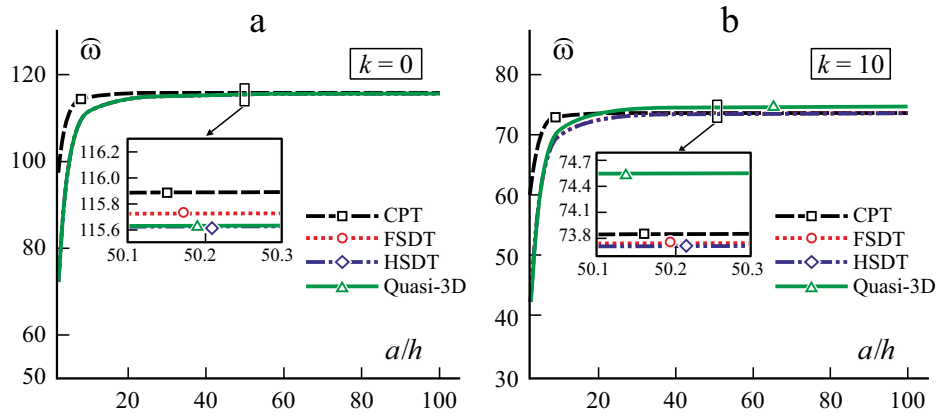 a
ω̂
k = 0
120
100
80
60
50
116.2
116.0
115.8
115.6
50.1
50.2
50.3
CPT
FSDT
HSDT
Quasi-3D
a/h
20
40
60
80
100
b
ω̂
k = 10
80
70
60
50
40
30
74.7
74.4
74.1
73.8
50.1
50.2
50.3
CPT
FSDT
HSDT
Quasi-3D
a/h
20
40
60
80
100